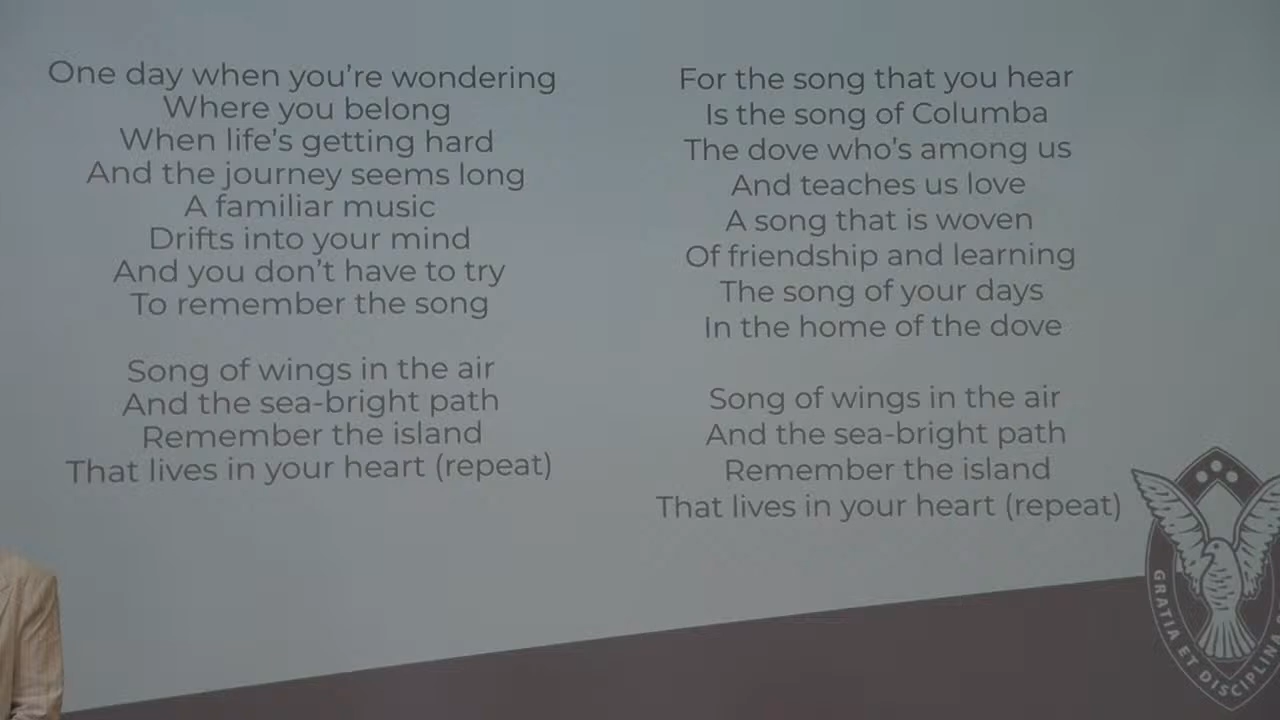 One day when you're wondering
Where you belong
When life's getting hard
And the journey seems long
A familiar music
Drifts into your mind
And you don't have to try
To remember the song
Song of wings in the air
And the sea-bright path
Remember the island
That lives in your heart (repeat)
For the song that you hear
Is the song of Columba
The dove who's among us
And teaches us love
A song that is woven
Of friendship and learning
The song of your days
In the home of the dove
Song of wings in the air
And the sea-bright path
Remember the island
That lives in your heart (repeat)
GRATIA ET DISCIPLINA